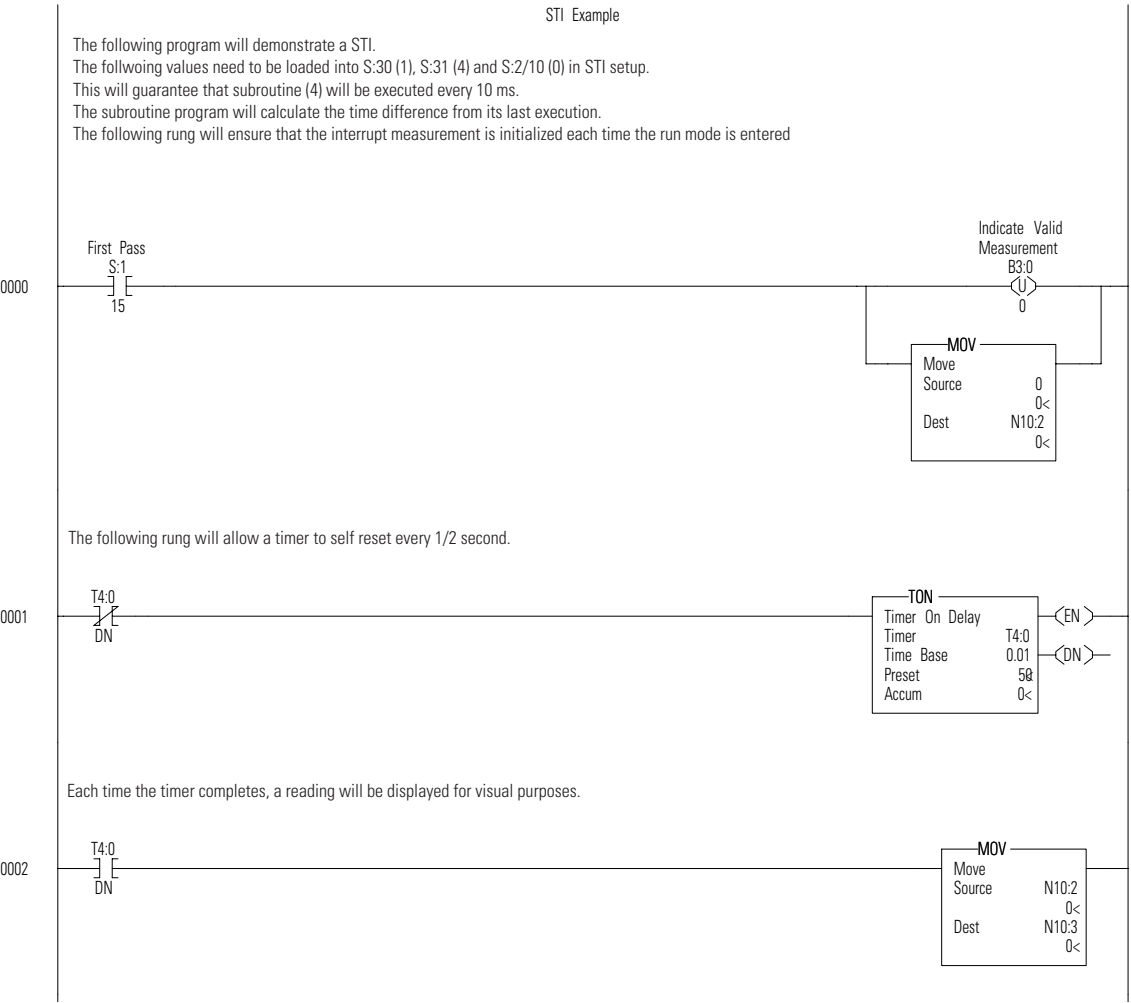 STI Example
The following program will demonstrate a STI.
The follwoing values need to be loaded into S:30 (1), S:31 (4) and S:2/10 (0) in STI setup.
This will guarantee that subroutine (4) will be executed every 10 ms.
The subroutine program will calculate the time difference from its last execution.
The following rung will ensure that the interrupt measurement is initialized each time the run mode is entered
First Pass
S:1
15
Indicate Valid
Measurement
B3:0
U
0
0000
MOV
Move
Source 0
0<
Dest N10:2
0<
The following rung will allow a timer to self reset every 1/2 second.
0001
T4:0
DN
TON
Timer On Delay
Timer T4:0
Time Base 0.01
Preset 50<
Accum 0<
EN
DN
Each time the timer completes, a reading will be displayed for visual purposes.
0002
T4:0
DN
MOV
Move
Source N10:2
0<
Dest N10:3
0<